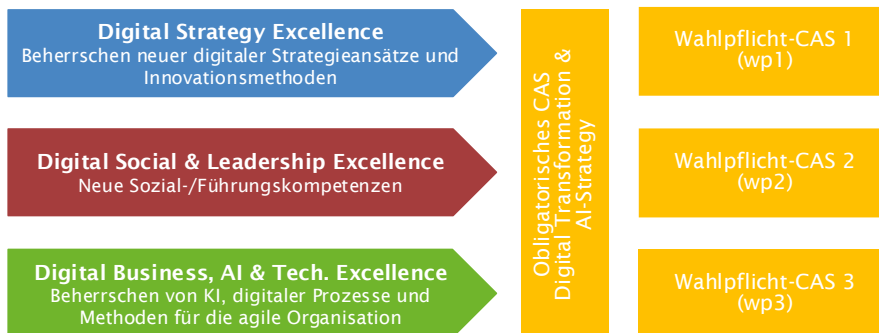 Digital Strategy Excellence
Beherrschen neuer digitaler Strategieansätze und
Innovationsmethoden
Digital Social & Leadership Excellence
Neue Sozial-/Führungskompetenzen
Digital Business, AI & Tech. Excellence
Beherrschen von KI, digitaler Prozesse und
Methoden für die agile Organisation
Obligatorisches CAS
Digital Transformation &
AI-Strategy
Wahlpflicht-CAS 1
(wp1)
Wahlpflicht-CAS 2
(wp2)
Wahlpflicht-CAS 3
(wp3)